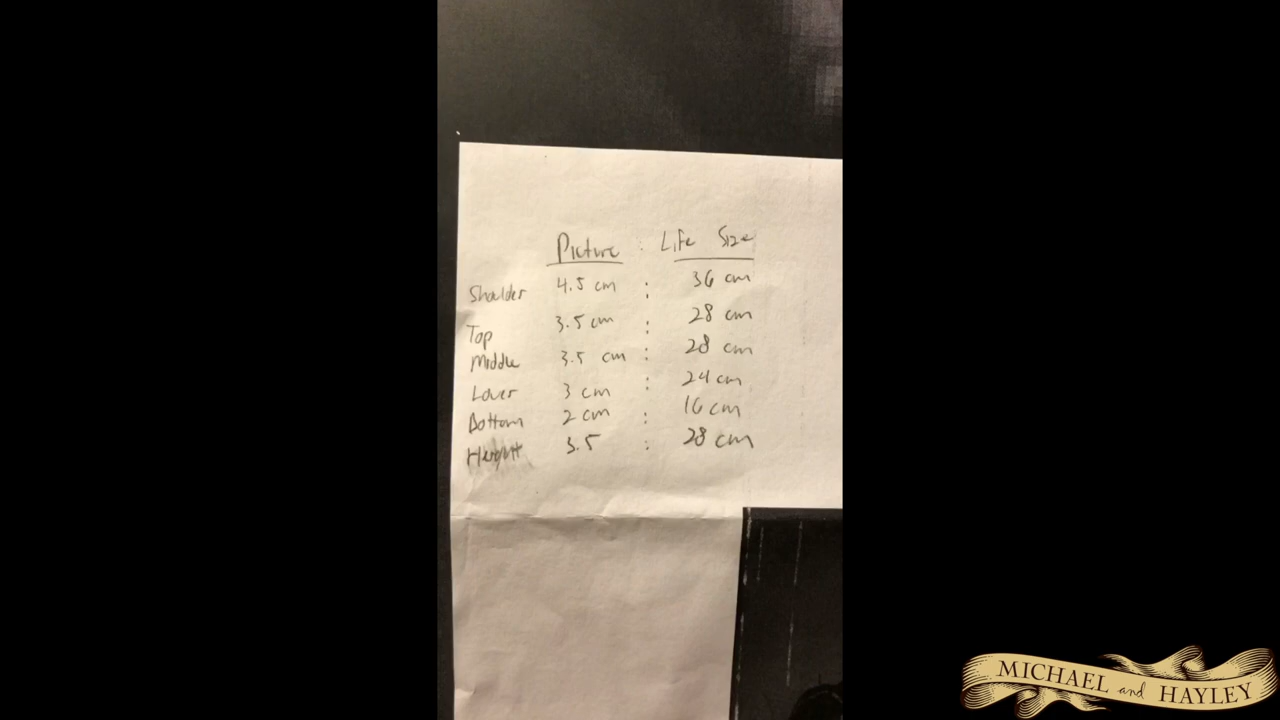 Picture : Life Size
Shoulder 4.5 cm : 36 cm
Top 3.5 cm : 28 cm
Middle 3.5 cm : 28 cm
Lower 3 cm : 24 cm
Bottom 2 cm : 16 cm
Height 3.5 : 28 cm
MICHAEL and HAYLEY